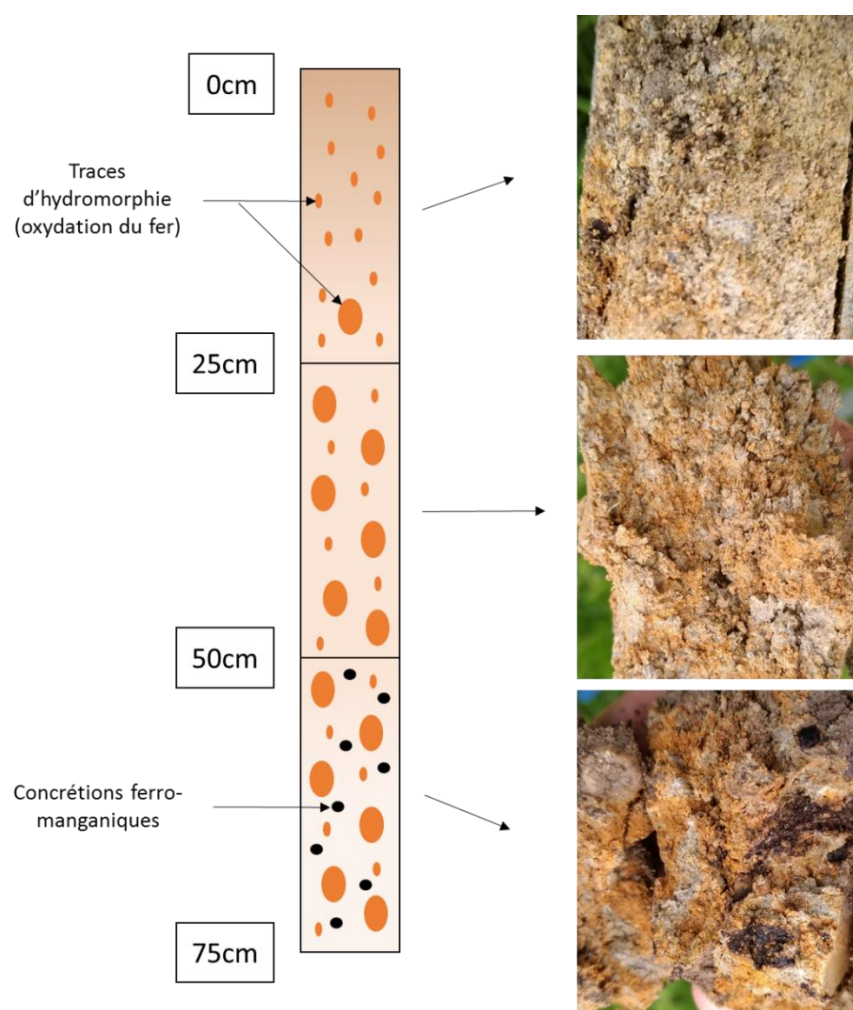 0cm
Traces
d’hydromorphie
(oxydation du fer)
25cm
50cm
Concrétions ferro-
manganiques
75cm